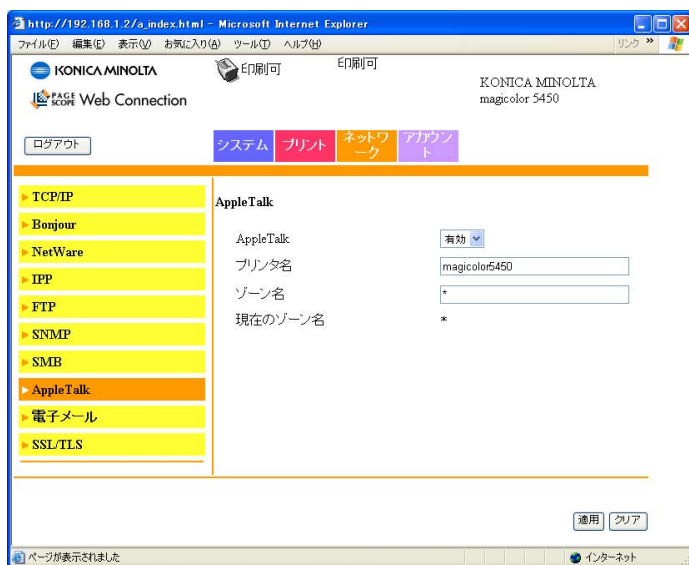 http://192.168.1.2/a_index.html - Microsoft Internet Explorer
ファイル(F) 編集(E) 表示(V) お気に入り(A) ツール(T) ヘルプ(H) リンク »
KONICA MINOLTA
印刷可
印刷可
KONICA MINOLTA
magicolor 5450
PAGE SCOPE Web Connection
ログアウト
システム
プリント
ネットワ
ーク
アカウン
ト
TCP/IP
Bonjour
NetWare
IPP
FTP
SNMP
SMB
AppleTalk
電子メール
SSL/TLS
AppleTalk
AppleTalk 有効
プリンタ名 magicolor5450
ゾーン名 *
現在のゾーン名 *
適用 クリア
ページが表示されました インターネット